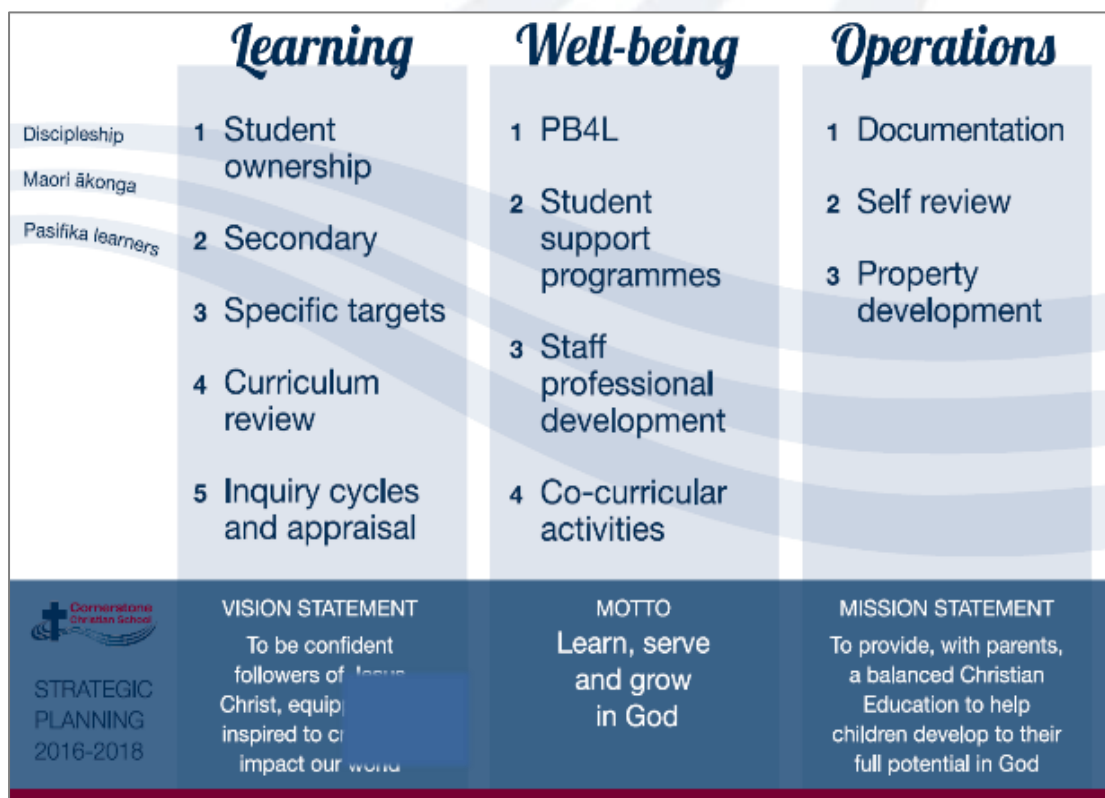 Learning
Well-being
Operations
Discipleship
Maori ākonga
Pasifika learners
1 Student
ownership
2 Secondary
3 Specific targets
4 Curriculum
review
5 Inquiry cycles
and appraisal
1 PB4L
2 Student
support
programmes
3 Staff
professional
development
4 Co-curricular
activities
1 Documentation
2 Self review
3 Property
development
Cornerstone
Christian School
STRATEGIC
PLANNING
2016-2018
VISION STATEMENT
To be confident
followers of Jesus
Christ,
inspired to
impact our world
MOTTO
Learn, serve
and grow
in God
MISSION STATEMENT
To provide, with parents,
a balanced Christian
Education to help
children develop to their
full potential in God